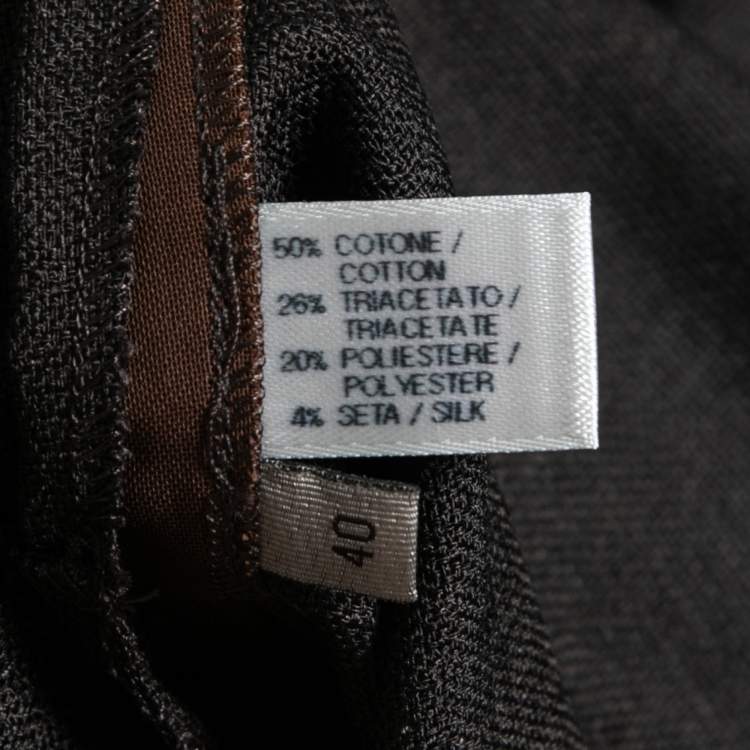 50% COTONE /
COTTON
26% TRIACETATO /
TRIACETATE
20% POLIESTERE /
POLYESTER
4% SETA / SILK
40